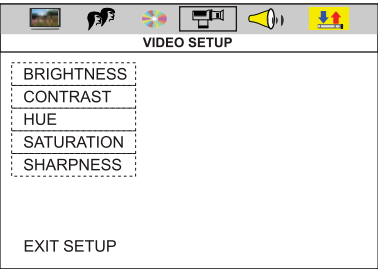 VIDEO SETUP
BRIGHTNESS
CONTRAST
HUE
SATURATION
SHARPNESS
EXIT SETUP